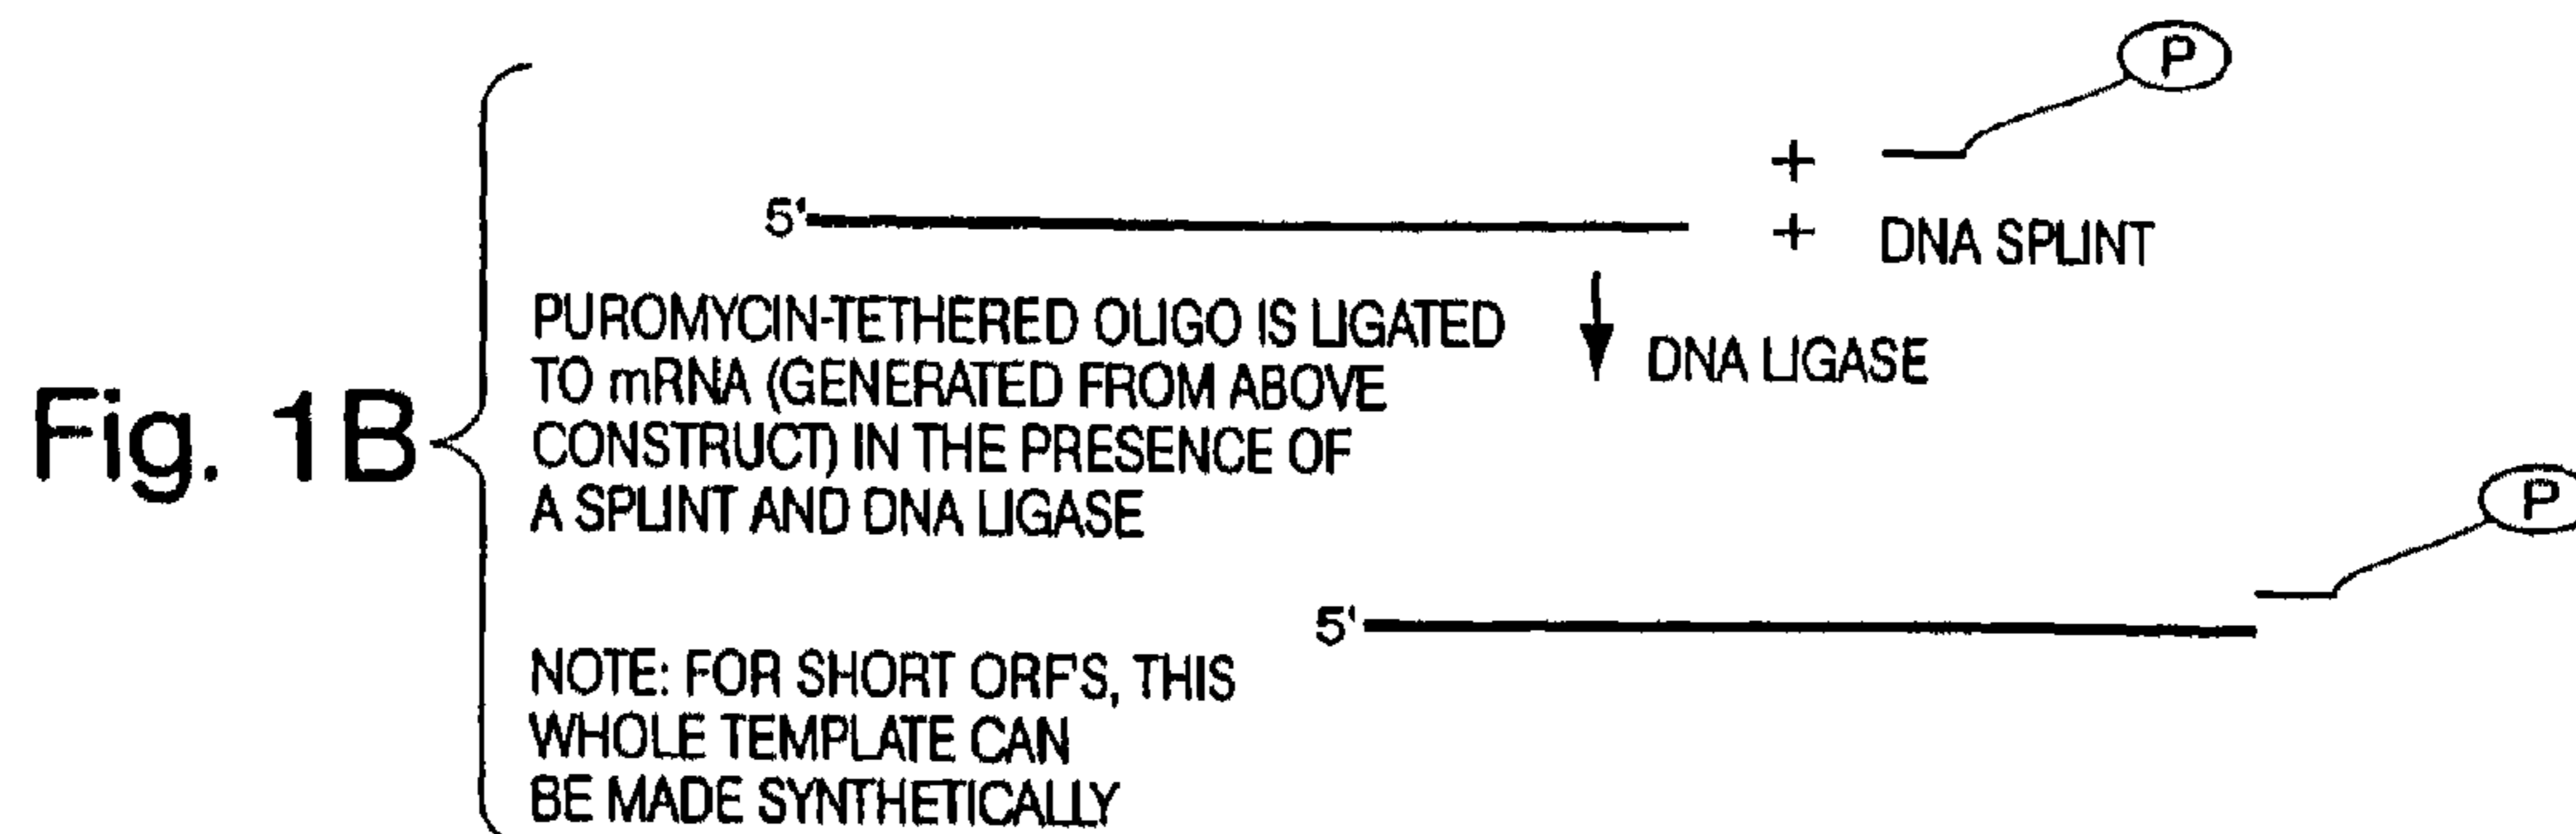 P
+
5'
+ DNA SPLINT
PUROMYCIN-TETHERED OLIGO IS LIGATED
TO mRNA (GENERATED FROM ABOVE
CONSTRUCT) IN THE PRESENCE OF
A SPLINT AND DNA LIGASE
DNA LIGASE
Fig. 1B
P
5'
NOTE: FOR SHORT ORF'S, THIS
WHOLE TEMPLATE CAN
BE MADE SYNTHETICALLY